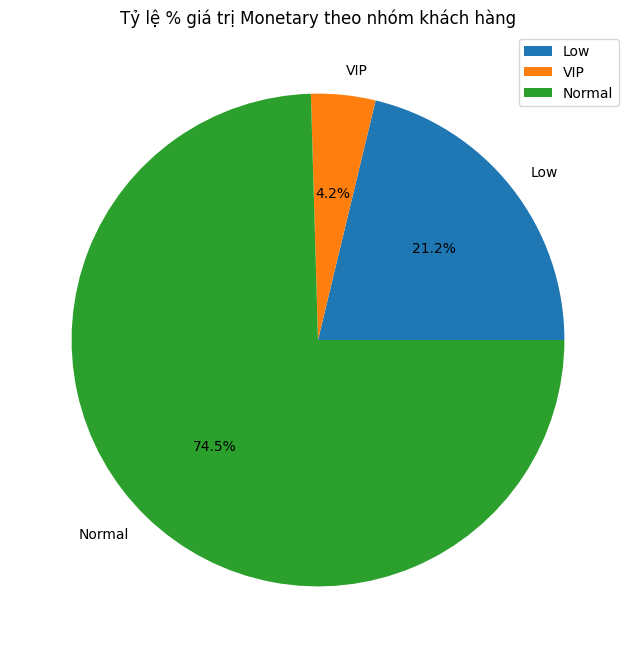 Tỷ lệ % giá trị Monetary theo nhóm khách hàng
Low
VIP
Normal
VIP
Low
4.2%
21.2%
74.5%
Normal